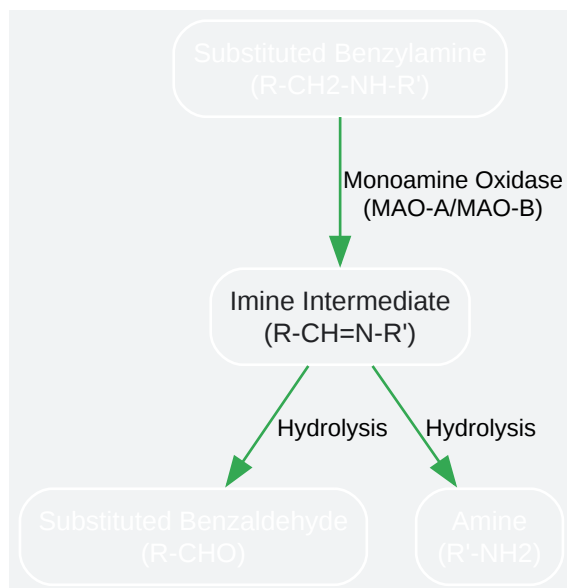 Substituted Benzylamine
(R-CH2-NH-R')
Monoamine Oxidase
(MAO-A/MAO-B)
Imine Intermediate
(R-CH=N-R')
Hydrolysis
Hydrolysis
Substituted Benzaldehyde
(R-CHO)
Amine
(R'-NH2)